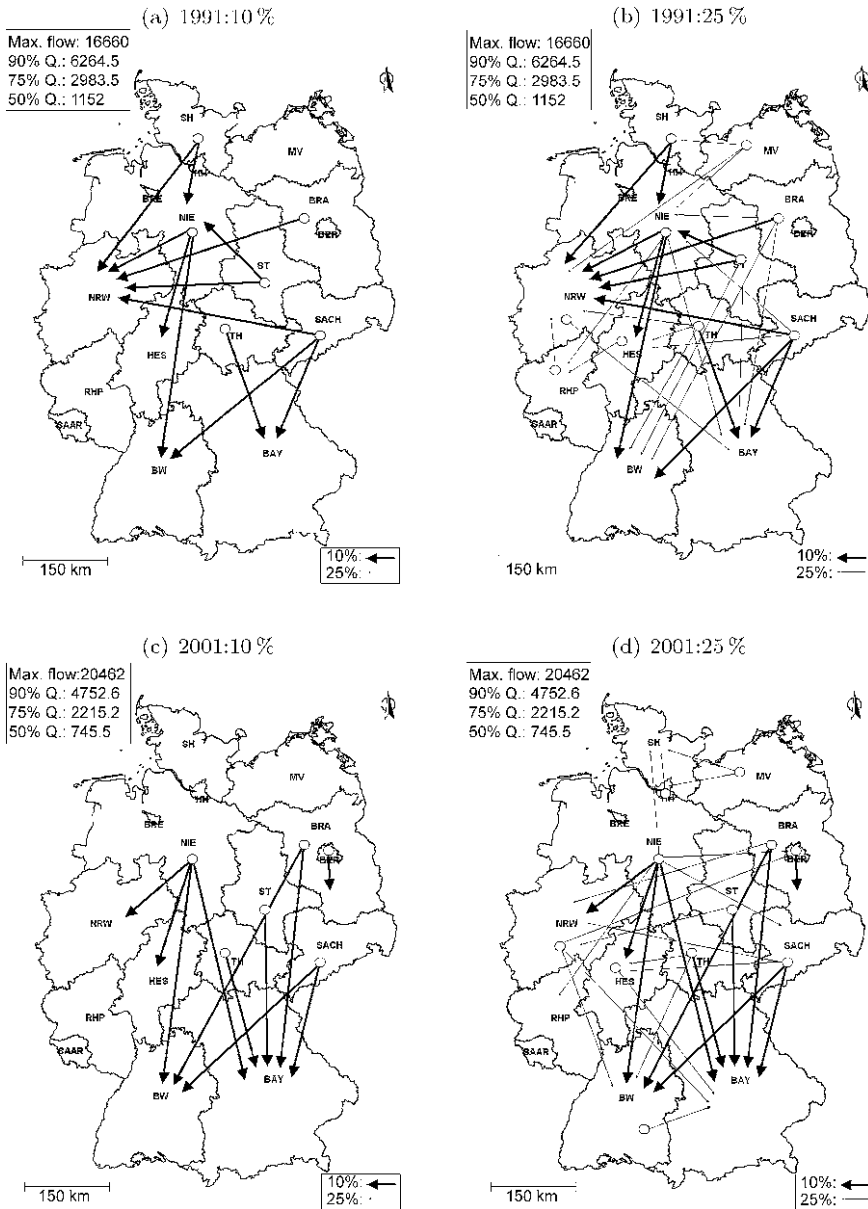 (a) 1991:10 %
Max. flow: 16660
90% Q.: 6264.5
75% Q.: 2983.5
50% Q.: 1152
SH
MV
HH
BRE
BRA
NIE
BER
ST
NRW
SACH
TH
HES
RHP
SAAR
BAY
BW
150 km
10%:
25%:
(b) 1991:25 %
Max. flow: 16660
90% Q.: 6264.5
75% Q.: 2983.5
50% Q.: 1152
SH
MV
HH
BRE
BRA
NIE
BER
NRW
SACH
TH
HES
RHP
SAAR
BAY
BW
150 km
10%:
25%:
(c) 2001:10 %
Max. flow:20462
90% Q.: 4752.6
75% Q.: 2215.2
50% Q.: 745.5
SH
MV
HH
BRE
BRA
NIE
BER
ST
NRW
SACH
TH
HES
RHP
SAAR
BAY
BW
150 km
10%:
25%:
(d) 2001:25 %
Max. flow: 20462
90% Q.: 4752.6
75% Q.: 2215.2
50% Q.: 745.5
SH
MV
HH
BRE
BRA
NIE
BER
ST
NRW
SACH
TH
HES
RHP
SAAR
BAY
BW
150 km
10%:
25%: